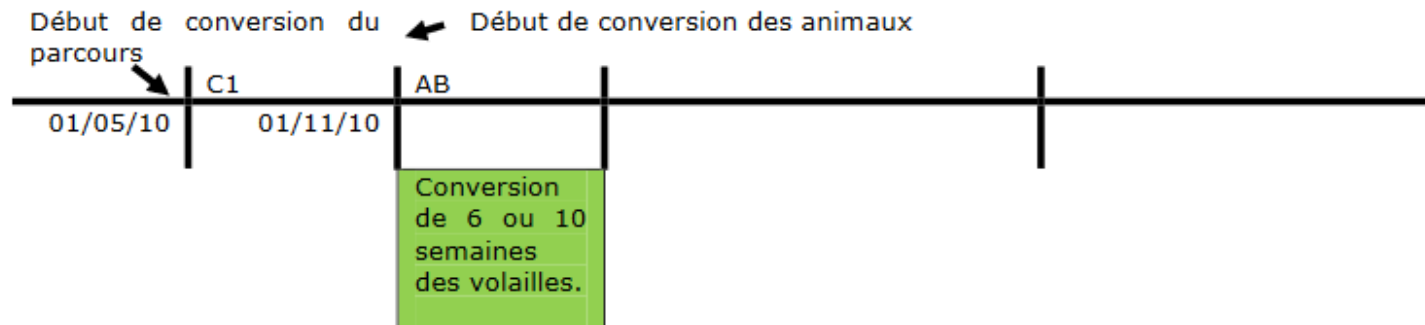 Début de conversion du
parcours
Début de conversion des animaux
C1
AB
01/05/10
01/11/10
Conversion
de 6 ou 10
semaines
des volailles.